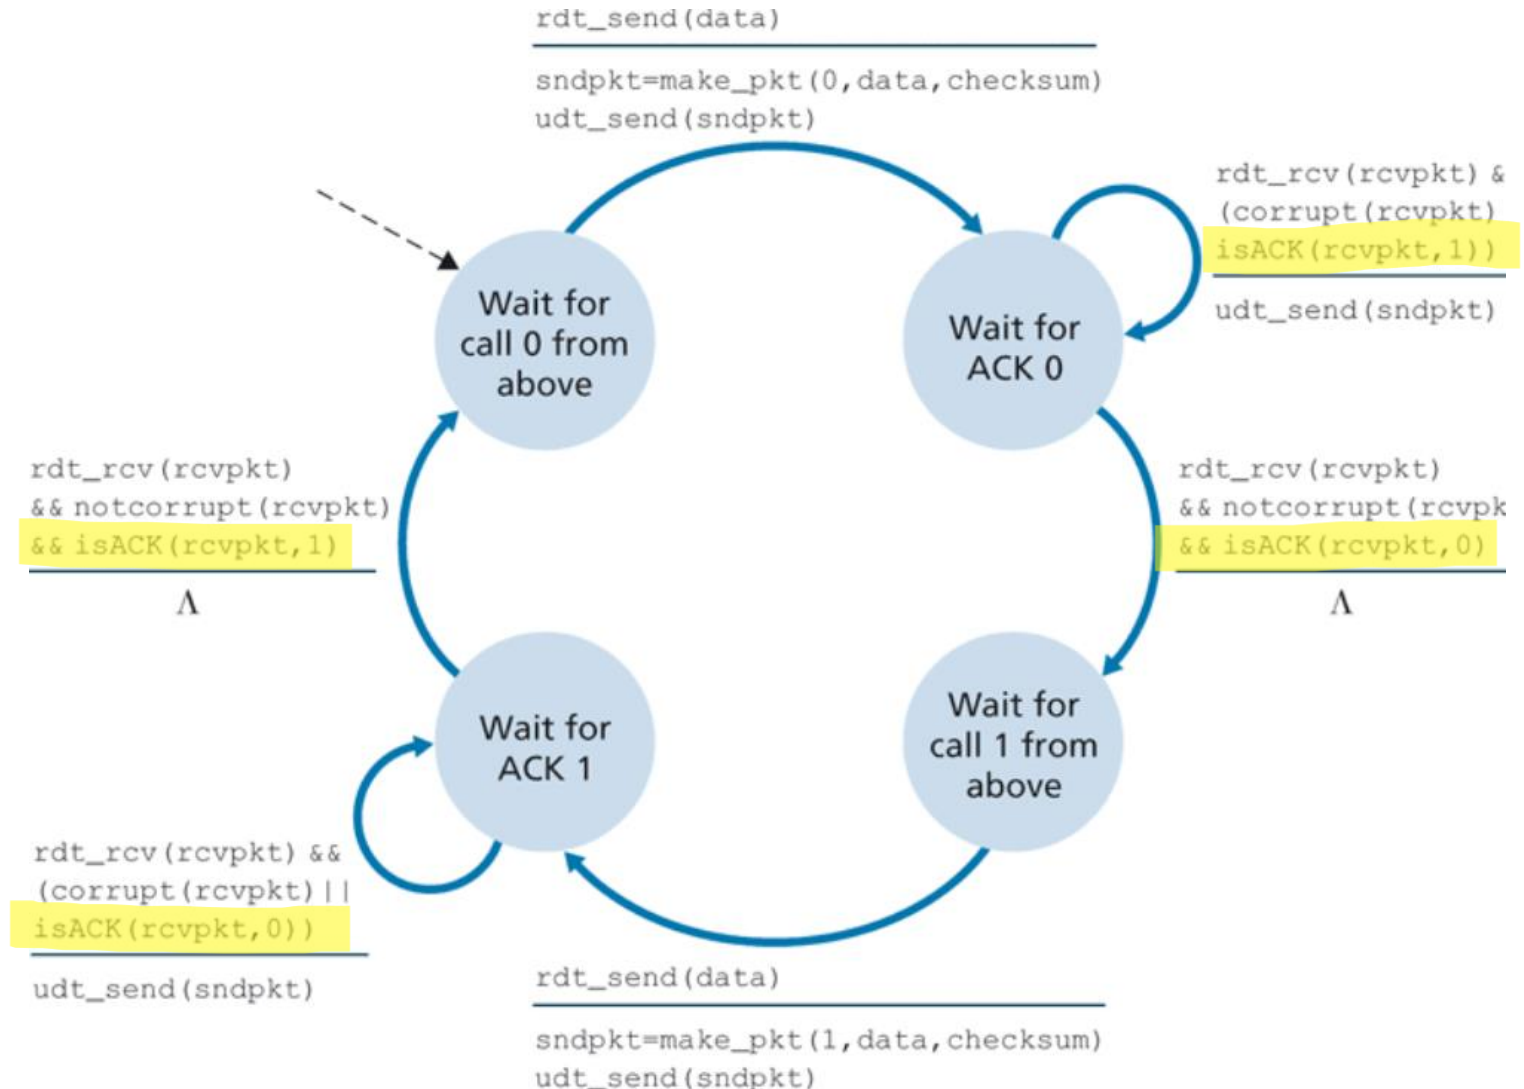 rdt_send(data)
sndpkt=make_pkt(0,data,checksum)
udt_send(sndpkt)
rdt_rcv(rcvpkt) &
(corrupt(rcvpkt)
isACK(rcvpkt,1))
udt_send(sndpkt)
Wait for
call 0 from
above
Wait for
ACK 0
rdt_rcv(rcvpkt)
&& notcorrupt(rcvpkt)
&& isACK(rcvpkt,1)
Λ
rdt_rcv(rcvpkt)
&& notcorrupt(rcvpk
&& isACK(rcvpkt,0)
Λ
Wait for
ACK 1
Wait for
call 1 from
above
rdt_rcv(rcvpkt) &&
(corrupt(rcvpkt)||
isACK(rcvpkt,0))
udt_send(sndpkt)
rdt_send(data)
sndpkt=make_pkt(1,data,checksum)
udt_send(sndpkt)